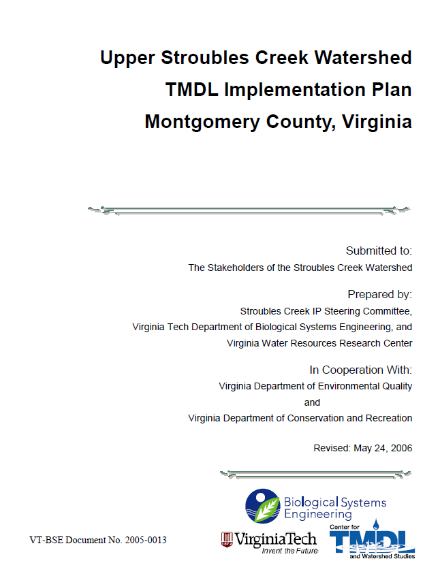 Upper Stroubles Creek Watershed
TMDL Implementation Plan
Montgomery County, Virginia
Submitted to:
The Stakeholders of the Stroubles Creek Watershed
Prepared by:
Stroubles Creek IP Steering Committee,
Virginia Tech Department of Biological Systems Engineering, and
Virginia Water Resources Research Center
In Cooperation With:
Virginia Department of Environmental Quality
and
Virginia Department of Conservation and Recreation
Revised: May 24, 2006
Biological Systems
Engineering
VT-BSE Document No. 2005-0013
VirginiaTech
Invent the Future
Center for
TMDL
and Watershed Studies